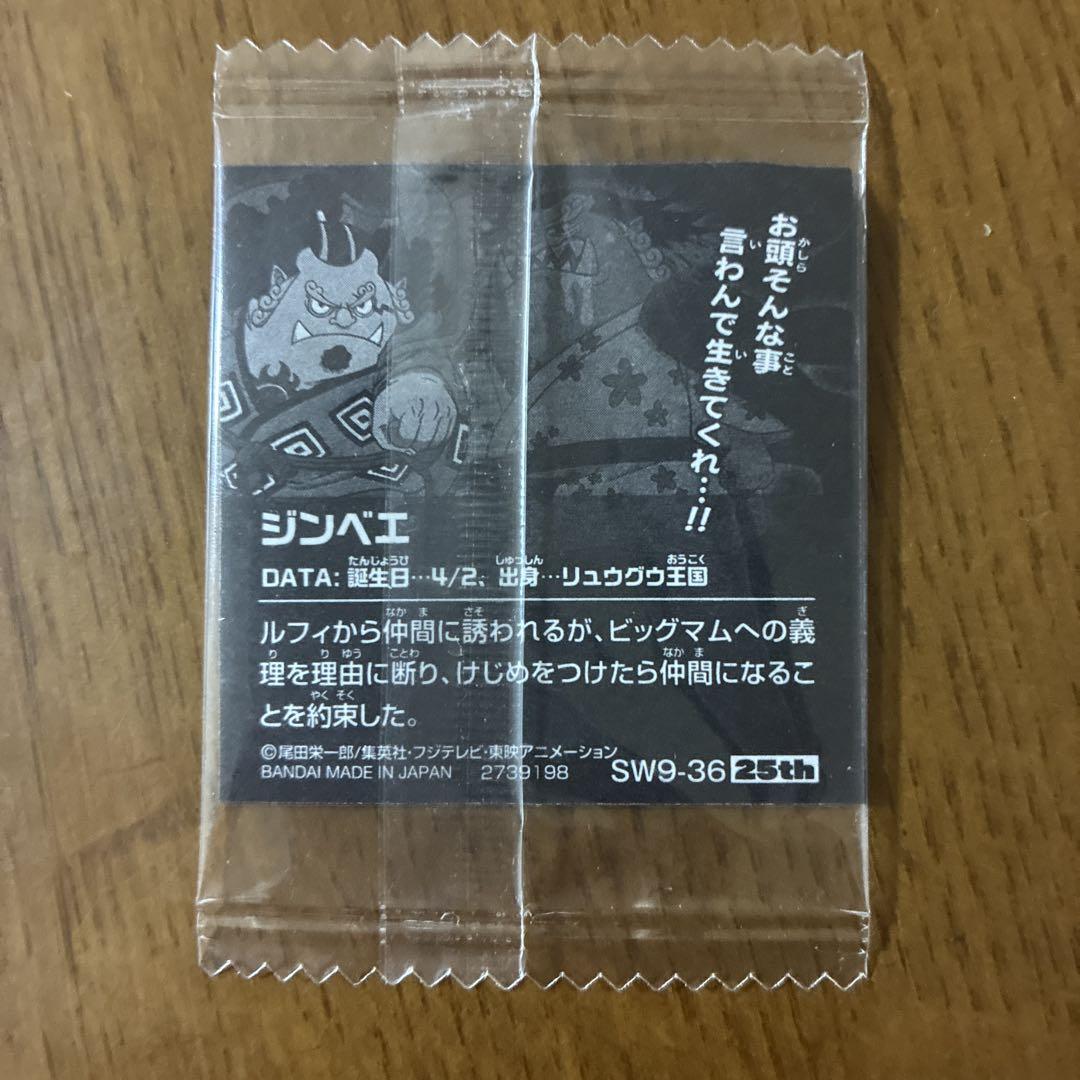 お頭そんな事
言わんで生きてくれ…!!
ジンベエ
DATA: 誕生日…4/2、出身…リュウグウ王国
ルフィから仲間に誘われるが、ビッグマムへの義
理を理由に断り、けじめをつけたら仲間になるこ
とを約束した。
©尾田栄一郎/集英社・フジテレビ・東映アニメーション
BANDAI MADE IN JAPAN 2739198 SW9-36 25th